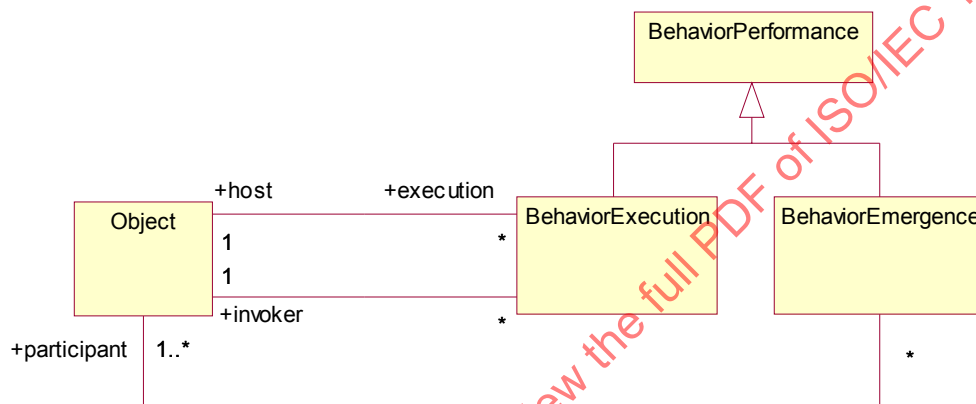 BehaviorPerformance
+host
+execution
Object
BehaviorExecution
BehaviorEmergence
1
*
1
+invoker
*
+participant
1..*
*
ew the full PDF of ISO/IEC